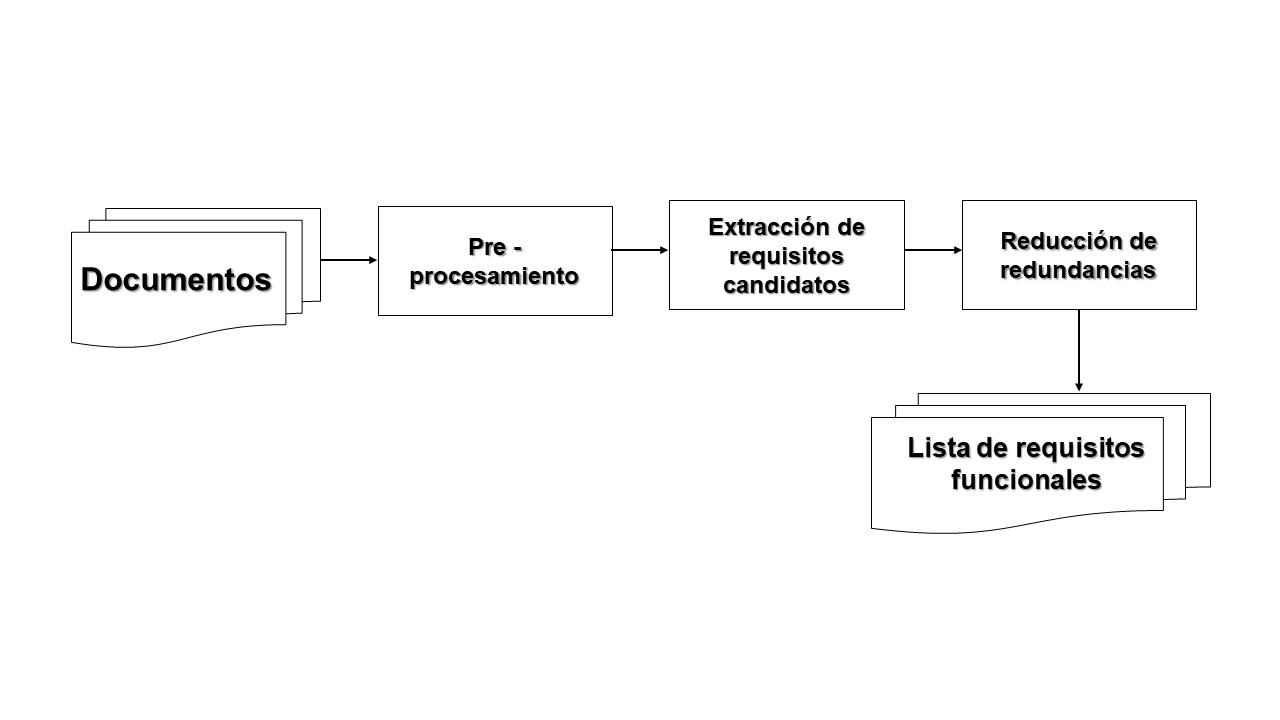 Documentos
Pre -
procesamiento
Extracción de
requisitos
candidatos
Reducción de
redundancias
Lista de requisitos
funcionales